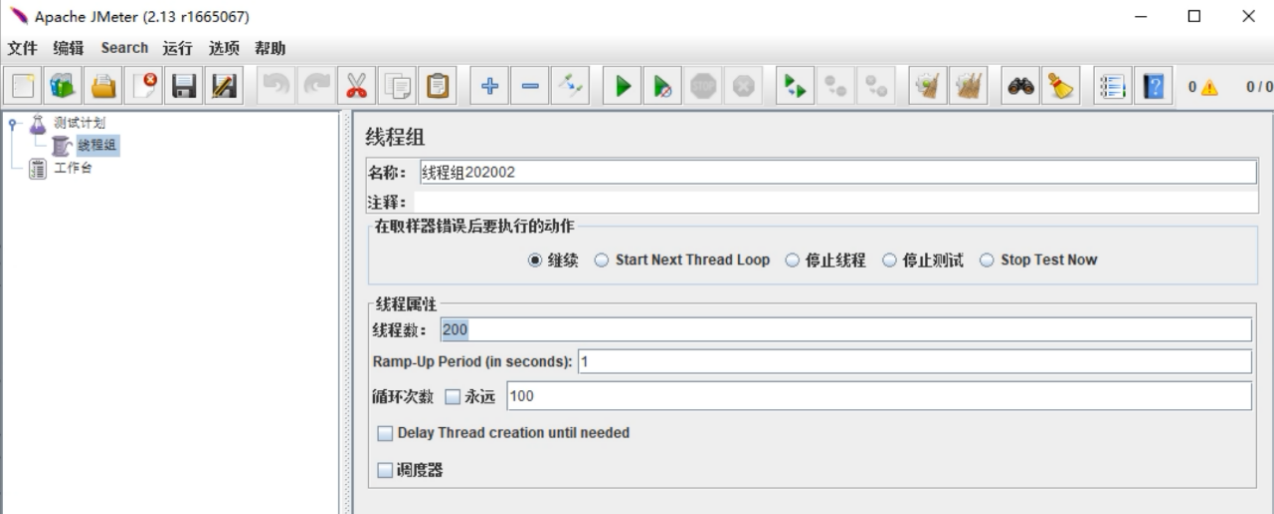 Apache JMeter (2.13 r1665067)
文件 编辑 Search 运行 选项 帮助
0 0 / 0
测试计划
线程组
工作台
线程组
名称： 线程组202002
注释：
在取样器错误后要执行的动作
继续 Start Next Thread Loop 停止线程 停止测试 Stop Test Now
线程属性
线程数： 200
Ramp-Up Period (in seconds): 1
循环次数 永远 100
Delay Thread creation until needed
调度器